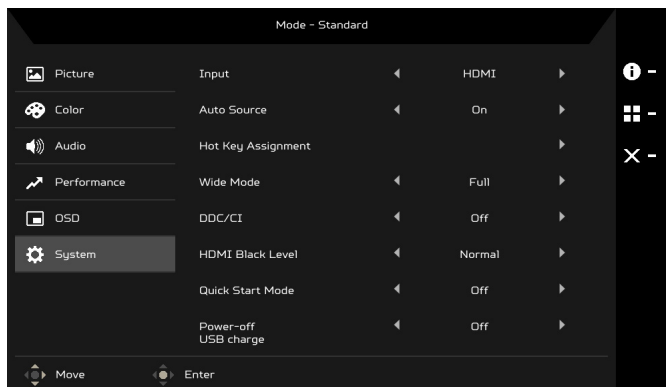 Mode - Standard
Picture
Input HDMI
Color
Auto Source On
Audio
Hot Key Assignment
Performance
Wide Mode Full
OSD
DDC/CI Off
System
HDMI Black Level Normal
Quick Start Mode Off
Power-off
USB charge Off
Move Enter